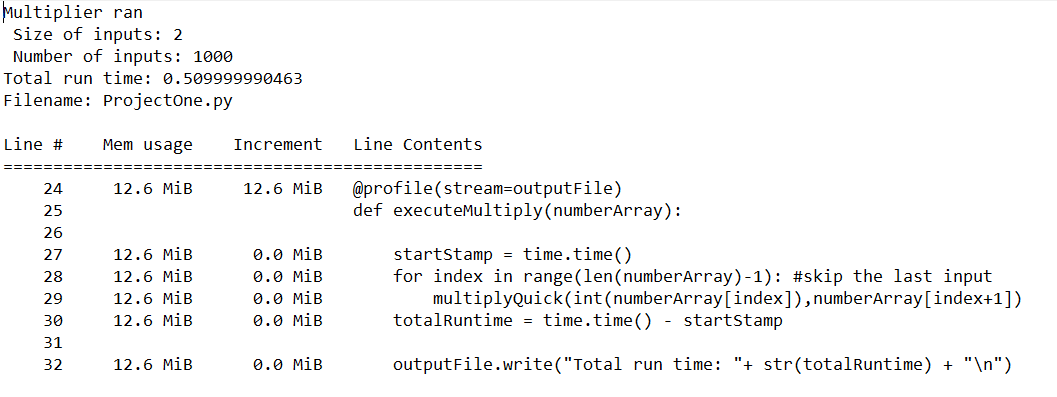 Multiplier ran
 Size of inputs: 2
 Number of inputs: 1000
Total run time: 0.509999990463
Filename: ProjectOne.py

Line #    Mem usage    Increment   Line Contents
================================================
    24     12.6 MiB     12.6 MiB   @profile(stream=outputFile)
    25                             def executeMultiply(numberArray):
    26
    27     12.6 MiB      0.0 MiB       startStamp = time.time()
    28     12.6 MiB      0.0 MiB       for index in range(len(numberArray)-1): #skip the last input
    29     12.6 MiB      0.0 MiB           multiplyQuick(int(numberArray[index]),numberArray[index+1])
    30     12.6 MiB      0.0 MiB       totalRuntime = time.time() - startStamp
    31
    32     12.6 MiB      0.0 MiB       outputFile.write("Total run time: "+ str(totalRuntime) + "\n")